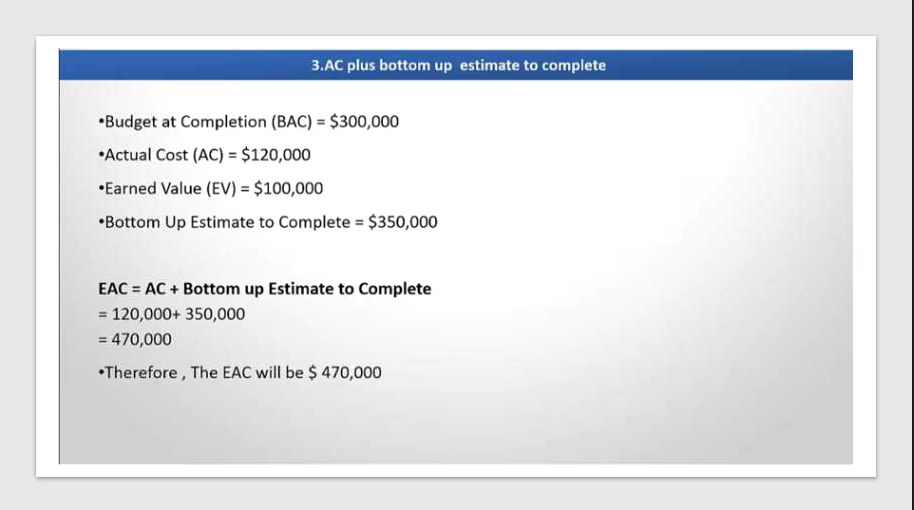 3.AC plus bottom up estimate to complete
•Budget at Completion (BAC) = $300,000
•Actual Cost (AC) = $120,000
•Earned Value (EV) = $100,000
•Bottom Up Estimate to Complete = $350,000
EAC = AC + Bottom up Estimate to Complete
= 120,000+ 350,000
= 470,000
•Therefore , The EAC will be $ 470,000